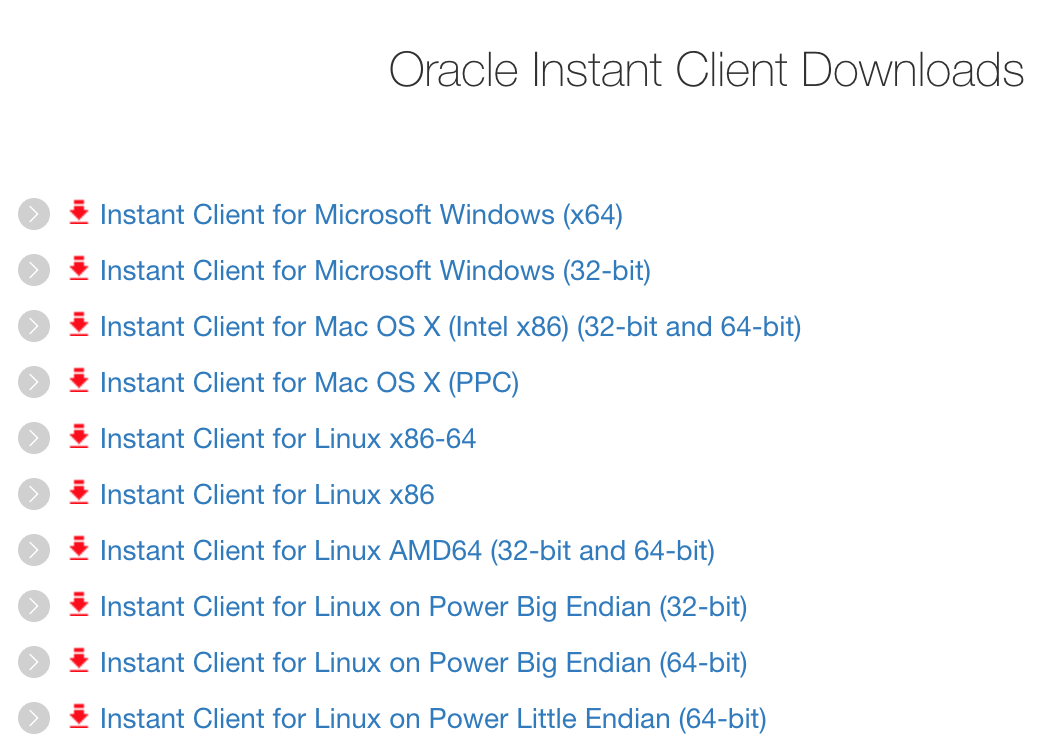 Oracle Instant Client Downloads
Instant Client for Microsoft Windows (x64)
Instant Client for Microsoft Windows (32-bit)
Instant Client for Mac OS X (Intel x86) (32-bit and 64-bit)
Instant Client for Mac OS X (PPC)
Instant Client for Linux x86-64
Instant Client for Linux x86
Instant Client for Linux AMD64 (32-bit and 64-bit)
Instant Client for Linux on Power Big Endian (32-bit)
Instant Client for Linux on Power Big Endian (64-bit)
Instant Client for Linux on Power Little Endian (64-bit)